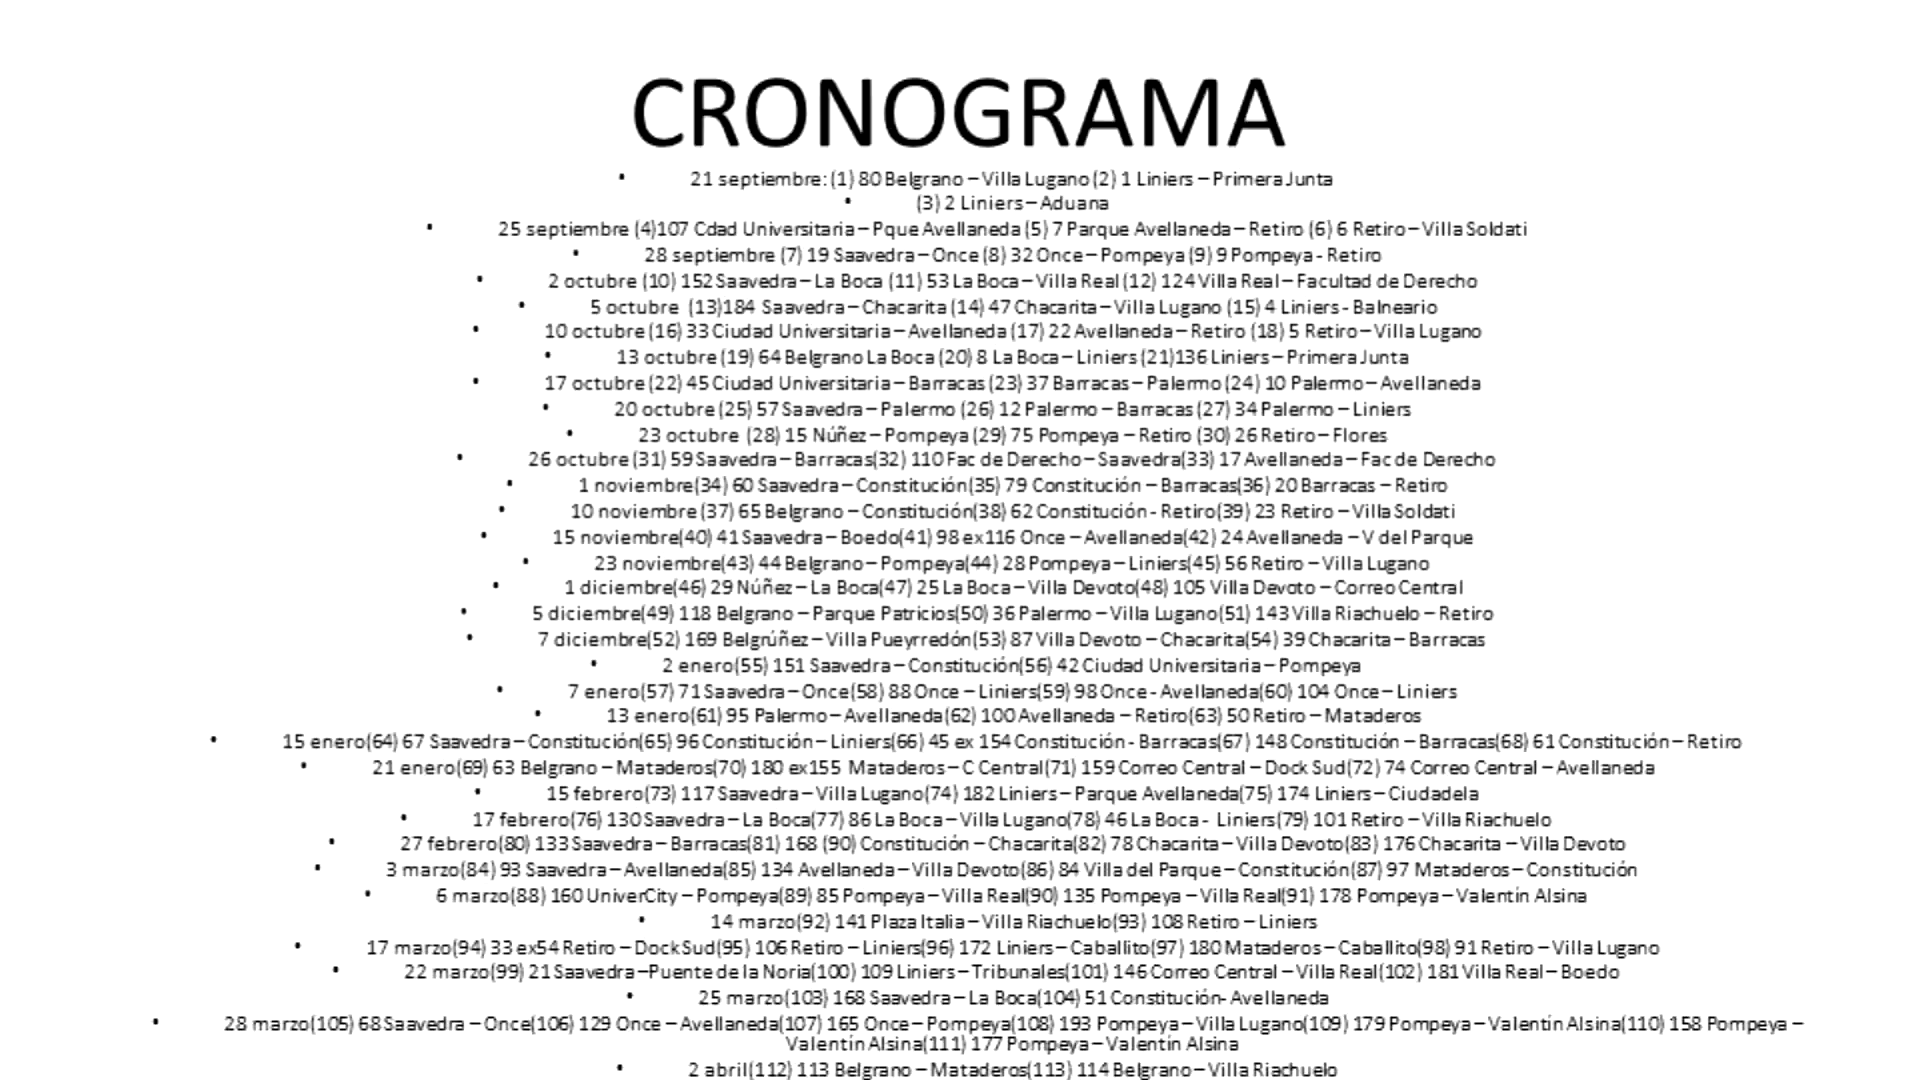 CRONOGRAMA
• 21 septiembre: (1) 80 Belgrano – Villa Lugano (2) 1 Liniers – Primera Junta
• (3) 2 Liniers – Aduana
• 25 septiembre (4)107 Cdad Universitaria – Pque Avellaneda (5) 7 Parque Avellaneda – Retiro (6) 6 Retiro – Villa Soldati
• 28 septiembre (7) 19 Saavedra – Once (8) 32 Once – Pompeya (9) 9 Pompeya - Retiro
• 2 octubre (10) 152 Saavedra – La Boca (11) 53 La Boca – Villa Real (12) 124 Villa Real – Facultad de Derecho
• 5 octubre (13)184 Saavedra – Chacarita (14) 47 Chacarita – Villa Lugano (15) 4 Liniers - Balneario
• 10 octubre (16) 33 Ciudad Universitaria – Avellaneda (17) 22 Avellaneda – Retiro (18) 5 Retiro – Villa Lugano
• 13 octubre (19) 64 Belgrano La Boca (20) 8 La Boca – Liniers (21)136 Liniers – Primera Junta
• 17 octubre (22) 45 Ciudad Universitaria – Barracas (23) 37 Barracas – Palermo (24) 10 Palermo – Avellaneda
• 20 octubre (25) 57 Saavedra – Palermo (26) 12 Palermo – Barracas (27) 34 Palermo – Liniers
• 23 octubre (28) 15 Núñez – Pompeya (29) 75 Pompeya – Retiro (30) 26 Retiro – Flores
• 26 octubre (31) 59 Saavedra – Barracas(32) 110 Fac de Derecho – Saavedra(33) 17 Avellaneda – Fac de Derecho
• 1 noviembre(34) 60 Saavedra – Constitución(35) 79 Constitución – Barracas(36) 20 Barracas – Retiro
• 10 noviembre (37) 65 Belgrano – Constitución(38) 62 Constitución - Retiro(39) 23 Retiro – Villa Soldati
• 15 noviembre(40) 41 Saavedra – Boedo(41) 98 ex116 Once – Avellaneda(42) 24 Avellaneda – V del Parque
• 23 noviembre(43) 44 Belgrano – Pompeya(44) 28 Pompeya – Liniers(45) 56 Retiro – Villa Lugano
• 1 diciembre(46) 29 Núñez – La Boca(47) 25 La Boca – Villa Devoto(48) 105 Villa Devoto – Correo Central
• 5 diciembre(49) 118 Belgrano – Parque Patricios(50) 36 Palermo – Villa Lugano(51) 143 Villa Riachuelo – Retiro
• 7 diciembre(52) 169 Belgrúñez – Villa Pueyrredón(53) 87 Villa Devoto – Chacarita(54) 39 Chacarita – Barracas
• 2 enero(55) 151 Saavedra – Constitución(56) 42 Ciudad Universitaria – Pompeya
• 7 enero(57) 71 Saavedra – Once(58) 88 Once – Liniers(59) 98 Once - Avellaneda(60) 104 Once – Liniers
• 13 enero(61) 95 Palermo – Avellaneda(62) 100 Avellaneda – Retiro(63) 50 Retiro – Mataderos
• 15 enero(64) 67 Saavedra – Constitución(65) 96 Constitución – Liniers(66) 45 ex 154 Constitución - Barracas(67) 148 Constitución – Barracas(68) 61 Constitución – Retiro
• 21 enero(69) 63 Belgrano – Mataderos(70) 180 ex155 Mataderos – C Central(71) 159 Correo Central – Dock Sud(72) 74 Correo Central – Avellaneda
• 15 febrero(73) 117 Saavedra – Villa Lugano(74) 182 Liniers – Parque Avellaneda(75) 174 Liniers – Ciudadela
• 17 febrero(76) 130 Saavedra – La Boca(77) 86 La Boca – Villa Lugano(78) 46 La Boca - Liniers(79) 101 Retiro – Villa Riachuelo
• 27 febrero(80) 133 Saavedra – Barracas(81) 168 (90) Constitución – Chacarita(82) 78 Chacarita – Villa Devoto(83) 176 Chacarita – Villa Devoto
• 3 marzo(84) 93 Saavedra – Avellaneda(85) 134 Avellaneda – Villa Devoto(86) 84 Villa del Parque – Constitución(87) 97 Mataderos – Constitución
• 6 marzo(88) 160 UniverCity – Pompeya(89) 85 Pompeya – Villa Real(90) 135 Pompeya – Villa Real(91) 178 Pompeya – Valentín Alsina
• 14 marzo(92) 141 Plaza Italia – Villa Riachuelo(93) 108 Retiro – Liniers
• 17 marzo(94) 33 ex54 Retiro – Dock Sud(95) 106 Retiro – Liniers(96) 172 Liniers – Caballito(97) 180 Mataderos – Caballito(98) 91 Retiro – Villa Lugano
• 22 marzo(99) 21 Saavedra –Puente de la Noria(100) 109 Liniers – Tribunales(101) 146 Correo Central – Villa Real(102) 181 Villa Real – Boedo
• 25 marzo(103) 168 Saavedra – La Boca(104) 51 Constitución- Avellaneda
• 28 marzo(105) 68 Saavedra – Once(106) 129 Once – Avellaneda(107) 165 Once – Pompeya(108) 193 Pompeya – Villa Lugano(109) 179 Pompeya – Valentín Alsina(110) 158 Pompeya –
Valentín Alsina(111) 177 Pompeya – Valentín Alsina
• 2 abril(112) 113 Belgrano – Mataderos(113) 114 Belgrano – Villa Riachuelo